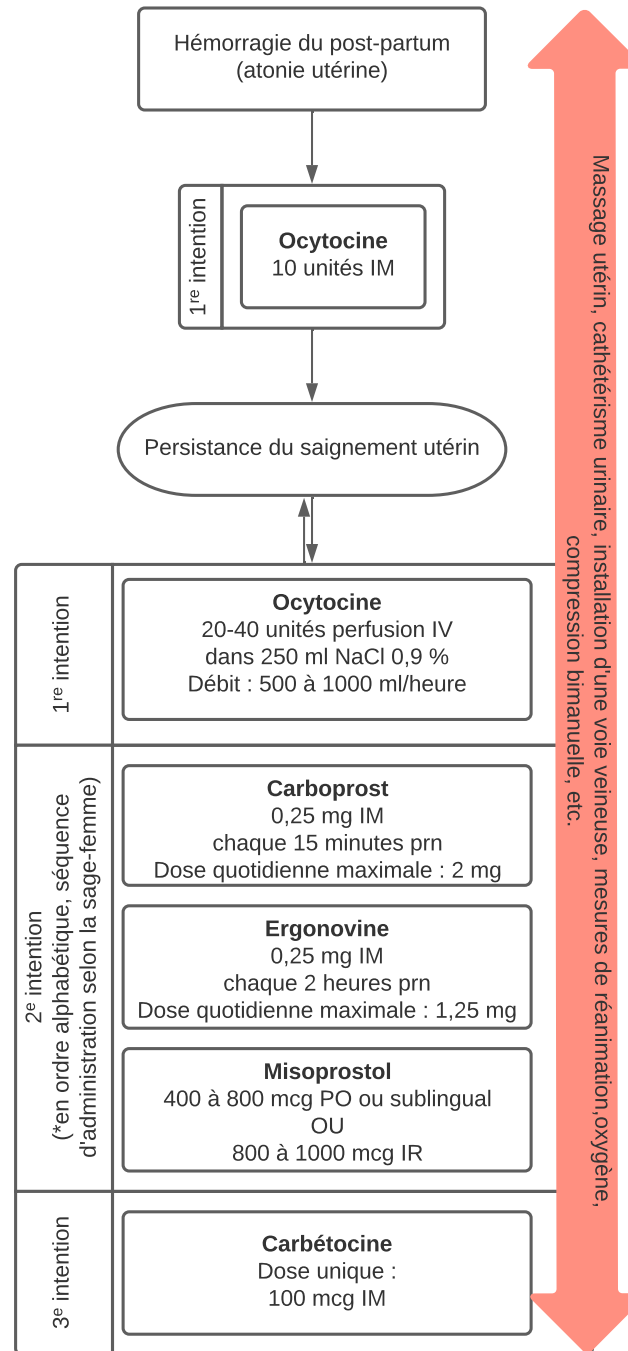 Hémorragie du post-partum
(atonie utérine)
1re intention
Ocytocine
10 unités IM
Persistance du saignement utérin
1re intention
Ocytocine
20-40 unités perfusion IV
dans 250 ml NaCl 0,9 %
Débit : 500 à 1000 ml/heure
2e intention
(*en ordre alphabétique, séquence
d'administration selon la sage-femme)
Carboprost
0,25 mg IM
chaque 15 minutes prn
Dose quotidienne maximale : 2 mg
Ergonovine
0,25 mg IM
chaque 2 heures prn
Dose quotidienne maximale : 1,25 mg
Misoprostol
400 à 800 mcg PO ou sublingual
OU
800 à 1000 mcg IR
3e intention
Carbétocine
Dose unique :
100 mcg IM
Massage utérin, cathétérisme urinaire, installation d'une voie veineuse, mesures de réanimation,oxygène,
compression bimanuelle, etc.